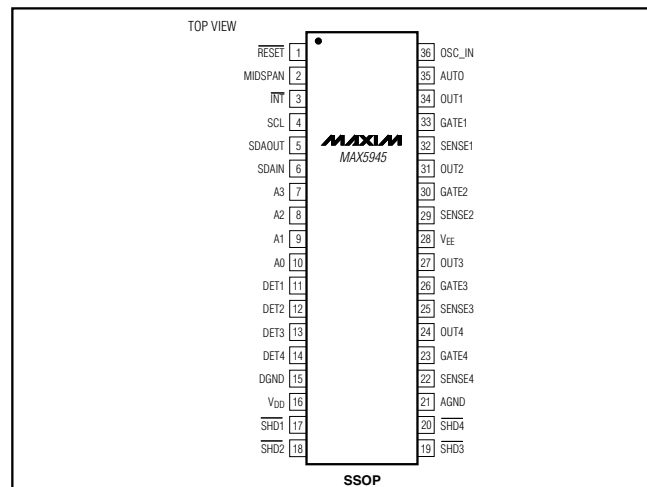 TOP VIEW
RESET 1 36 OSC_IN
MIDSPAN 2 35 AUTO
INT 3 34 OUT1
SCL 4 33 GATE1
SDAOUT 5 32 SENSE1
SDAIN 6 31 OUT2
A3 7 30 GATE2
A2 8 29 SENSE2
A1 9 28 VEE
A0 10 27 OUT3
DET1 11 26 GATE3
DET2 12 25 SENSE3
DET3 13 24 OUT4
DET4 14 23 GATE4
DGND 15 22 SENSE4
VDD 16 21 AGND
SHD1 17 20 SHD4
SHD2 18 19 SHD3
MAXIM
MAX5945
SSOP